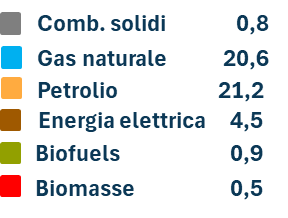 Comb. solidi 0,8
Gas naturale 20,6
Petrolio 21,2
Energia elettrica 4,5
Biofuels 0,9
Biomasse 0,5